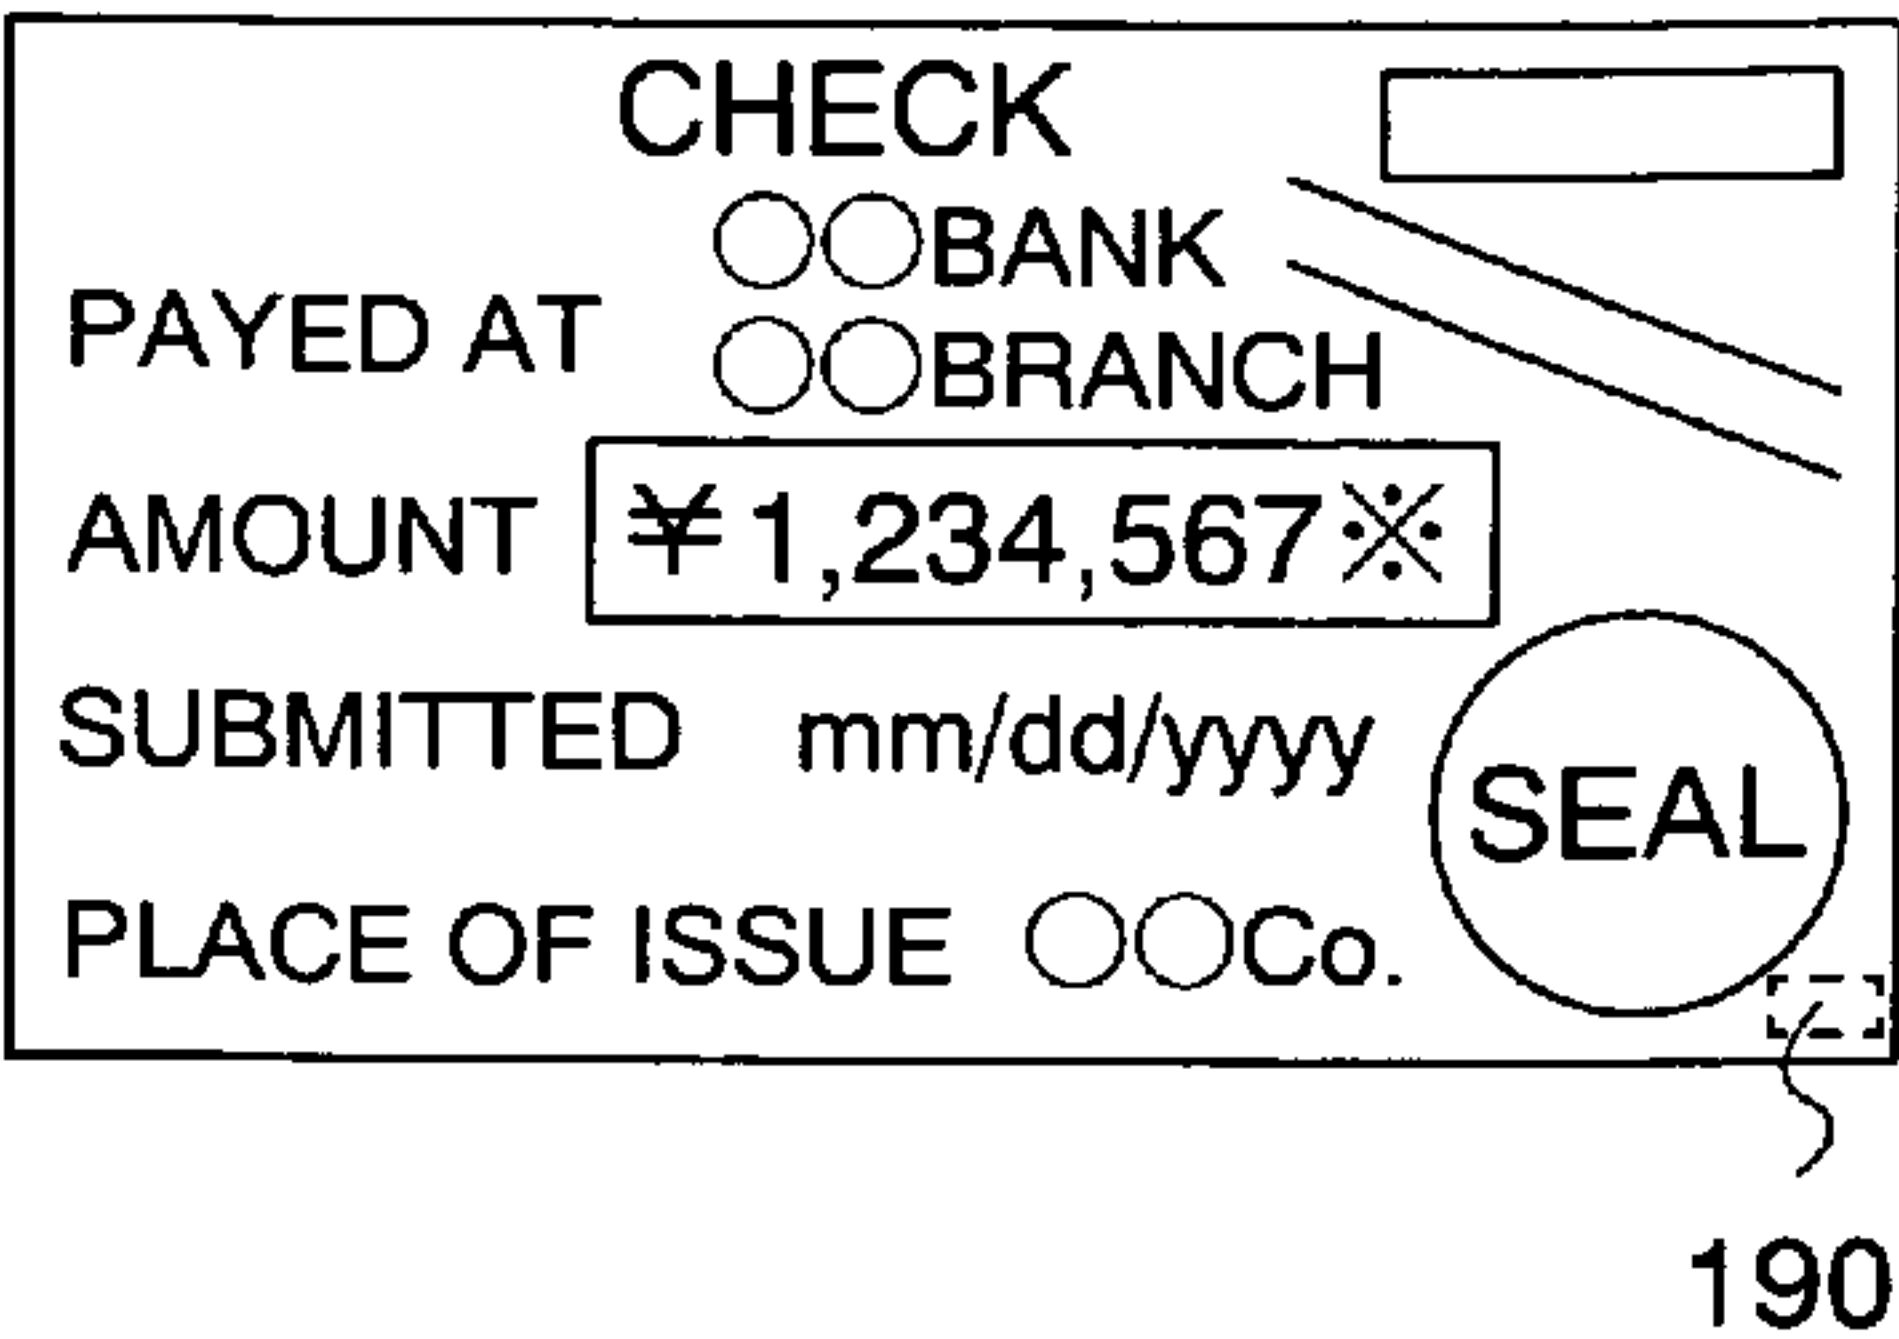 CHECK
○○BANK
PAYED AT
○○BRANCH
AMOUNT ¥1,234,567※
SUBMITTED mm/dd/yyyy
SEAL
PLACE OF ISSUE ○○Co.
190